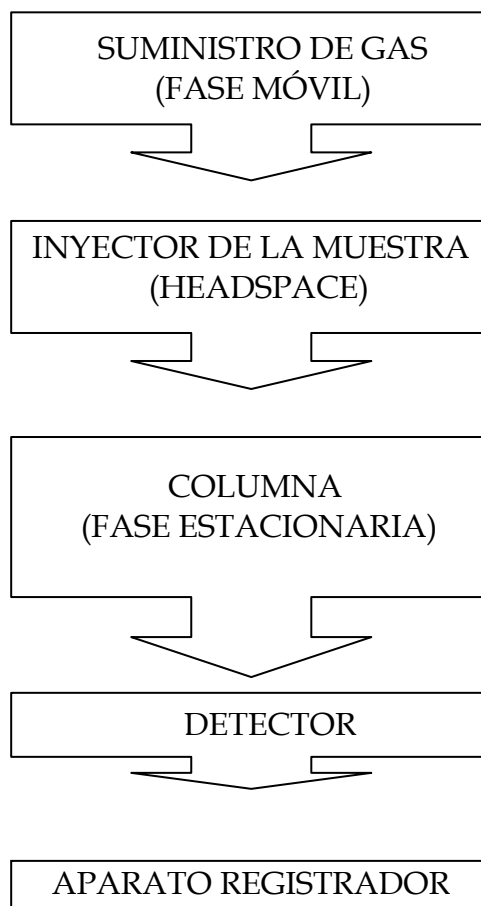 SUMINISTRO DE GAS
(FASE MÓVIL)
INYECTOR DE LA MUESTRA
(HEADSPACE)
COLUMNA
(FASE ESTACIONARIA)
DETECTOR
APARATO REGISTRADOR